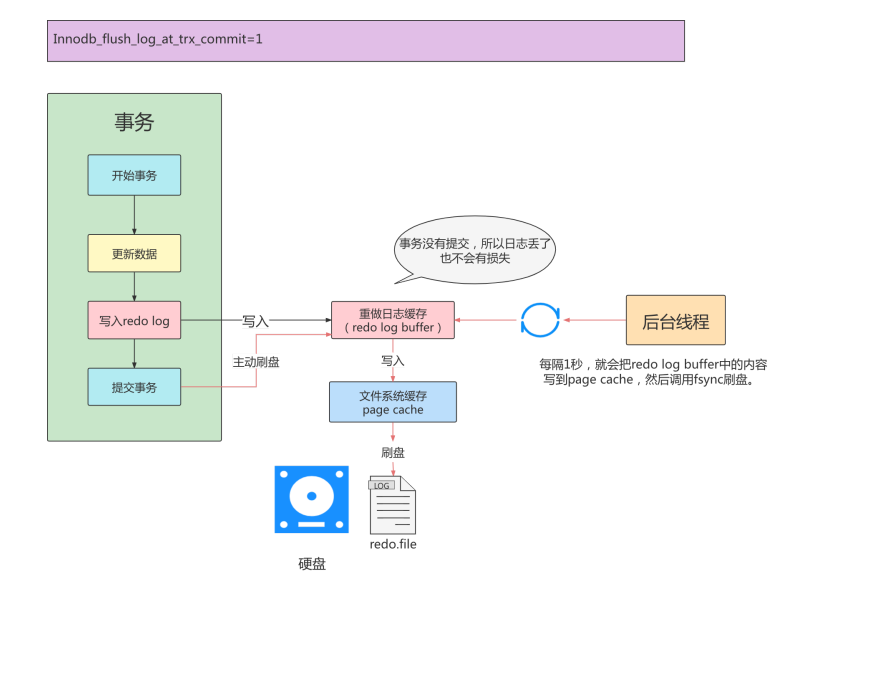 Innodb_flush_log_at_trx_commit=1
事务
开始事务
更新数据
写入redo log
提交事务
写入
主动刷盘
事务没有提交，所以日志丢了
也不会有损失
重做日志缓存
（redo log buffer）
写入
文件系统缓存
page cache
刷盘
LOG
redo.file
硬盘
后台线程
每隔1秒，就会把redo log buffer中的内容
写到page cache，然后调用fsync刷盘。